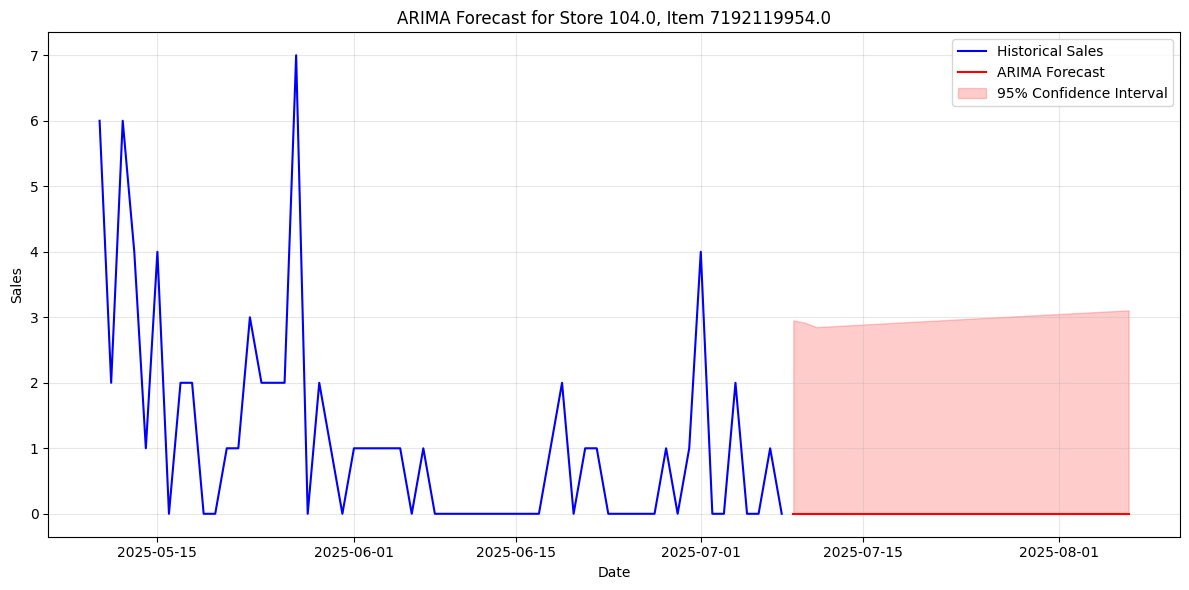 ARIMA Forecast for Store 104.0, Item 7192119954.0
Historical Sales
ARIMA Forecast
95% Confidence Interval
Sales
7
6
5
4
3
2
1
0
2025-05-15
2025-06-01
2025-06-15
2025-07-01
2025-07-15
2025-08-01
Date